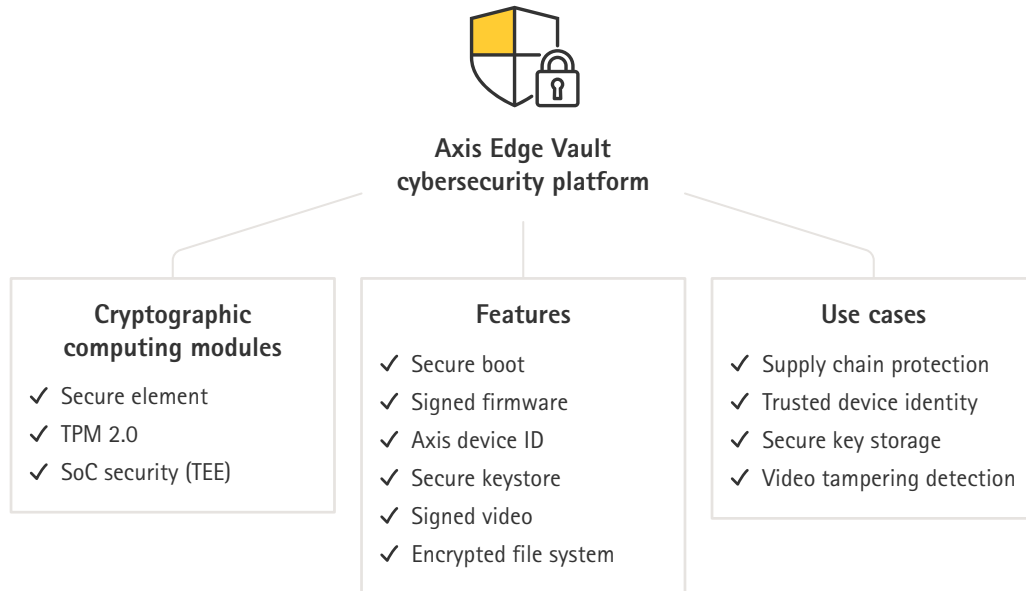 Axis Edge Vault
cybersecurity platform
Cryptographic
computing modules
Secure element
TPM 2.0
SoC security (TEE)
Features
Secure boot
Signed firmware
Axis device ID
Secure keystore
Signed video
Encrypted file system
Use cases
Supply chain protection
Trusted device identity
Secure key storage
Video tampering detection